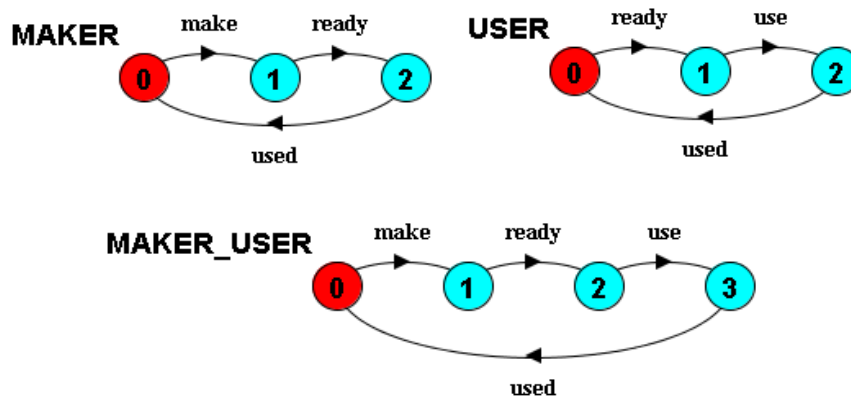 MAKER
make
ready
0
1
2
used
USER
ready
use
0
1
2
used
MAKER_USER
make
ready
use
0
1
2
3
used